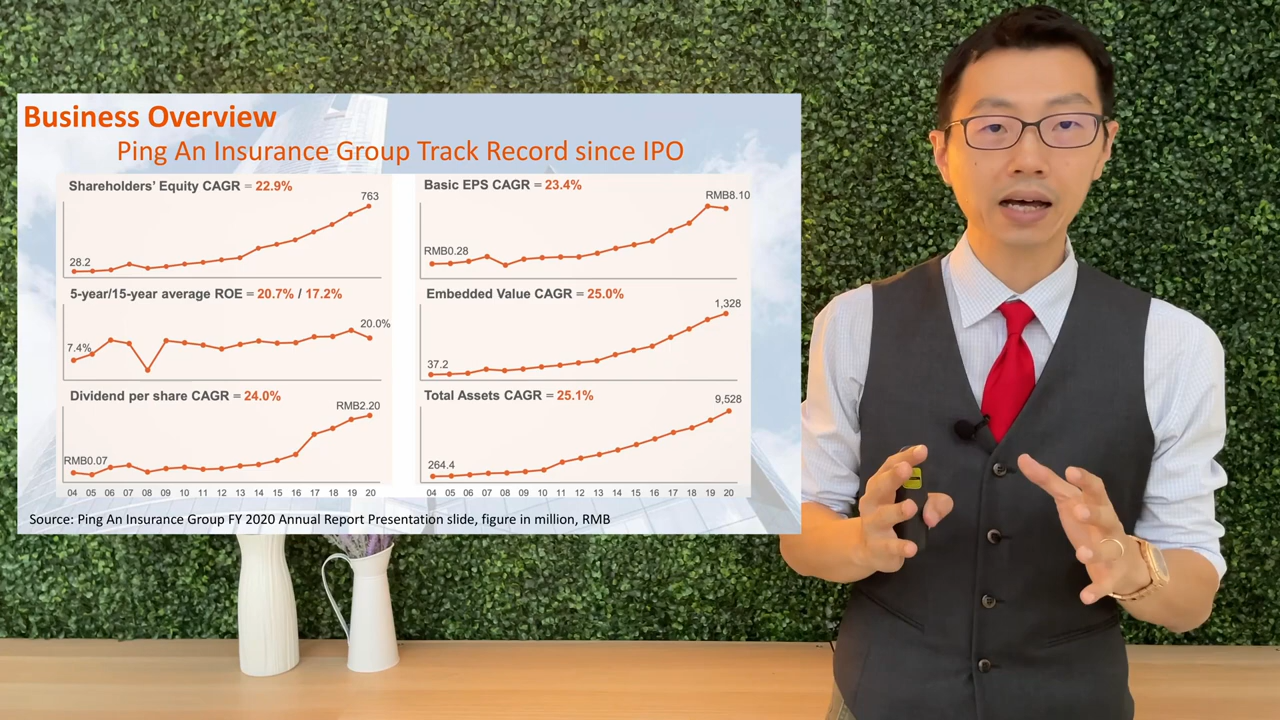 Business Overview
Ping An Insurance Group Track Record since IPO
Shareholders’ Equity CAGR = 22.9%
763
28.2
Basic EPS CAGR = 23.4%
RMB8.10
RMB0.28
5-year/15-year average ROE = 20.7% / 17.2%
20.0%
7.4%
Embedded Value CAGR = 25.0%
1,328
37.2
Dividend per share CAGR = 24.0%
RMB2.20
RMB0.07
04 05 06 07 08 09 10 11 12 13 14 15 16 17 18 19 20
Total Assets CAGR = 25.1%
9,528
264.4
04 05 06 07 08 09 10 11 12 13 14 15 16 17 18 19 20
Source: Ping An Insurance Group FY 2020 Annual Report Presentation slide, figure in million, RMB